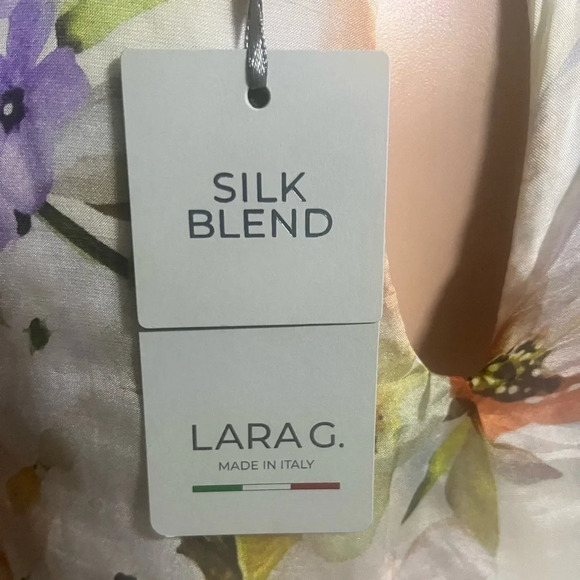 SILK
BLEND
LARA G.
MADE IN ITALY